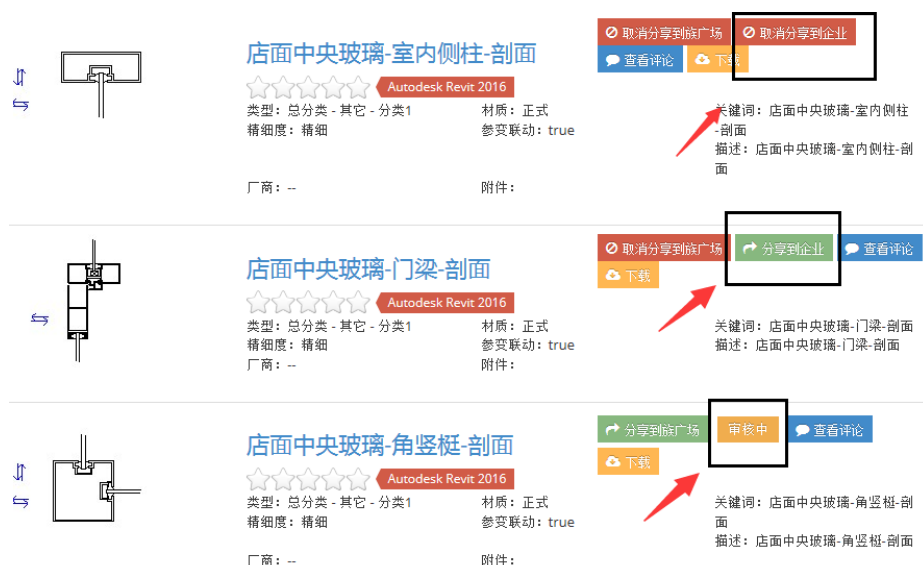 店面中央玻璃-室内侧柱-剖面
Autodesk Revit 2016
类型：总分类 - 其它 - 分类1
材质：正式
精细度：精细
参变联动：true
厂商：--
附件：
取消分享到族广场
取消分享到企业
查看评论
下载
关键词：店面中央玻璃-室内侧柱
-剖面
描述：店面中央玻璃-室内侧柱-剖
面
店面中央玻璃-门梁-剖面
Autodesk Revit 2016
类型：总分类 - 其它 - 分类1
材质：正式
精细度：精细
参变联动：true
厂商：--
附件：
取消分享到族广场
分享到企业
查看评论
下载
关键词：店面中央玻璃-门梁-剖面
描述：店面中央玻璃-门梁-剖面
店面中央玻璃-角竖梃-剖面
Autodesk Revit 2016
类型：总分类 - 其它 - 分类1
材质：正式
精细度：精细
参变联动：true
厂商：--
附件：
分享到族广场
审核中
查看评论
下载
关键词：店面中央玻璃-角竖梃-剖
面
描述：店面中央玻璃-角竖梃-剖面